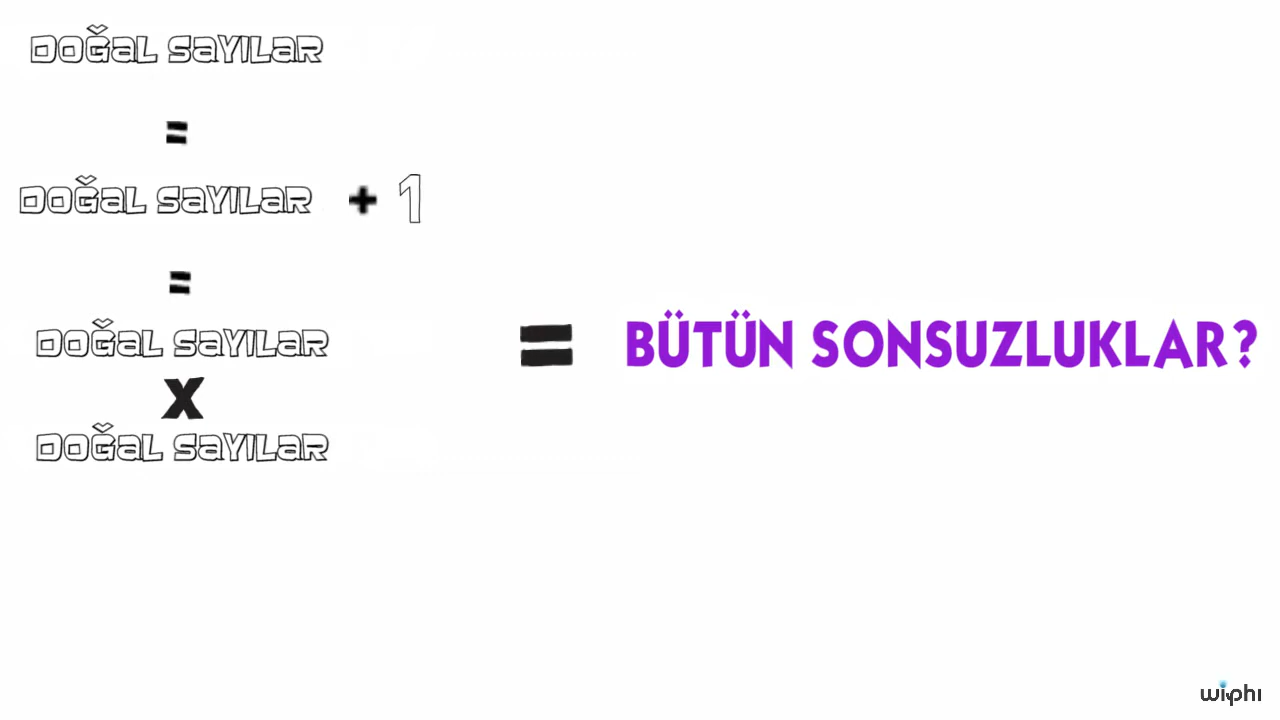 DOĞAL SAYILAR
=
DOĞAL SAYILAR + 1
=
DOĞAL SAYILAR
X
DOĞAL SAYILAR
= BÜTÜN SONSUZLUKLAR?
wiphi